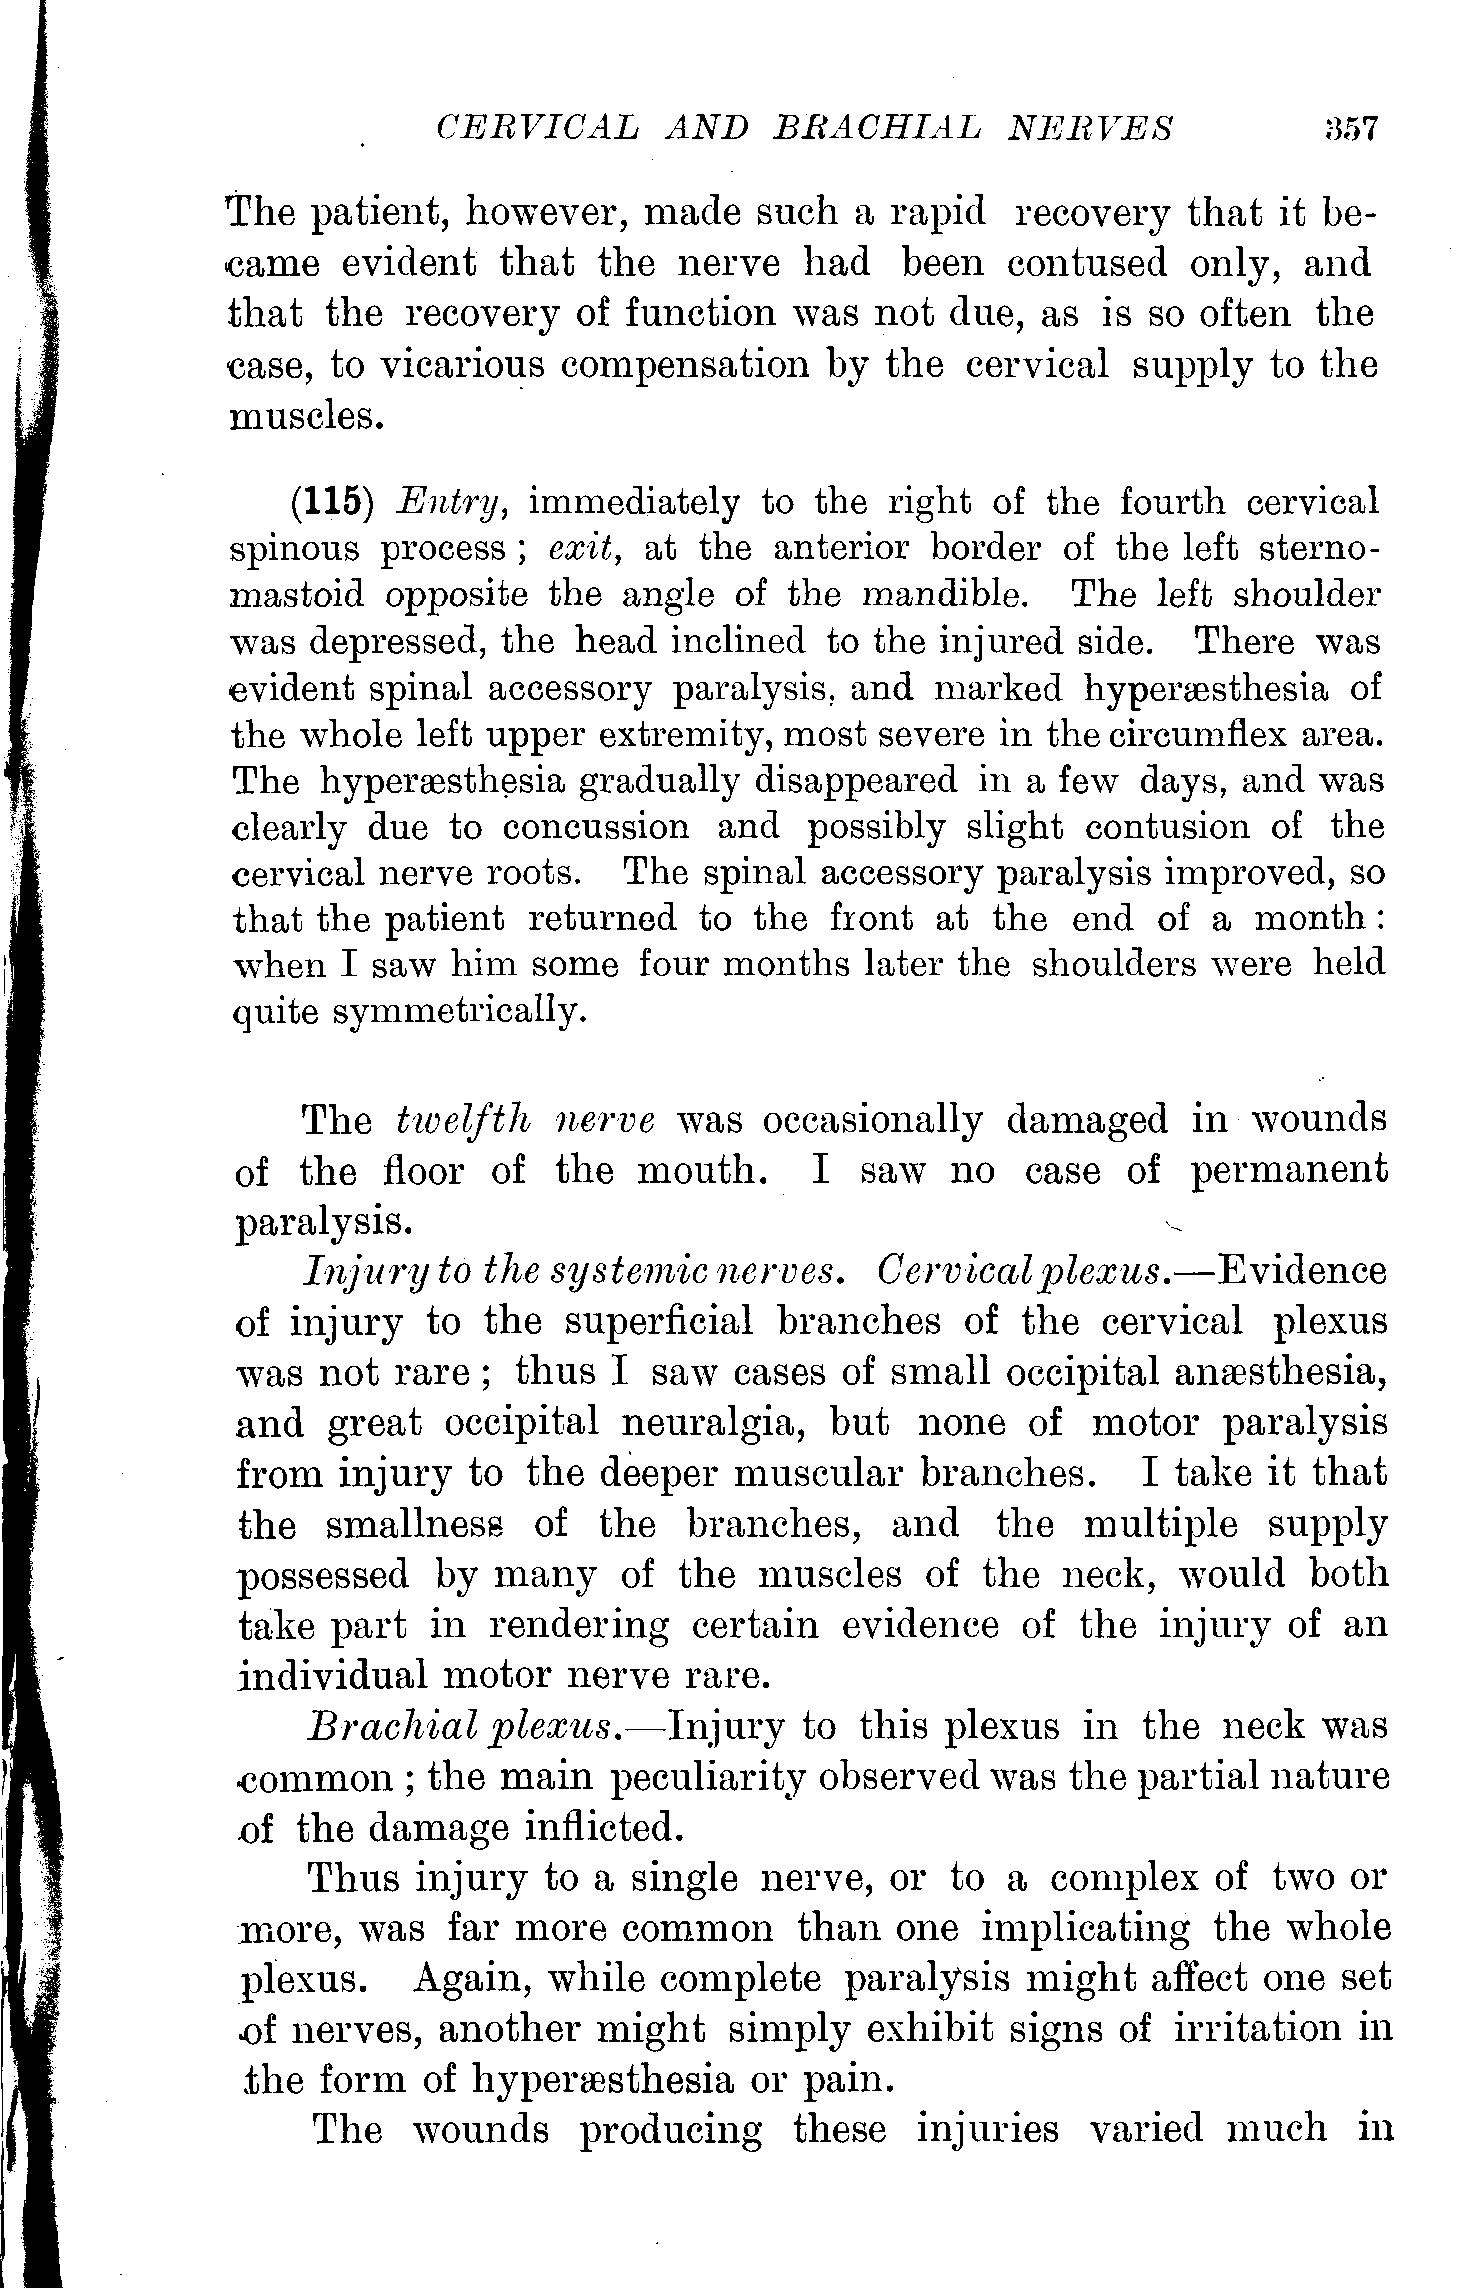 CERVICAL AND BRACHIAL NERVES 357
The patient, however, made such a rapid recovery that it be-
came evident that the nerve had been contused only, and
that the recovery of function was not due, as is so often the
case, to vicarious compensation by the cervical supply to the
muscles.
(115) Entry, immediately to the right of the fourth cervical
spinous process ; exit, at the anterior border of the left sterno-
mastoid opposite the angle of the mandible. The left shoulder
was depressed, the head inclined to the injured side. There was
evident spinal accessory paralysis, and marked hyperæsthesia of
the whole left upper extremity, most severe in the circumflex area.
The hyperæsthesia gradually disappeared in a few days, and was
clearly due to concussion and possibly slight contusion of the
cervical nerve roots. The spinal accessory paralysis improved, so
that the patient returned to the front at the end of a month :
when I saw him some four months later the shoulders were held
quite symmetrically.
The twelfth nerve was occasionally damaged in wounds
of the floor of the mouth. I saw no case of permanent
paralysis.
Injury to the systemic nerves. Cervical plexus.—Evidence
of injury to the superficial branches of the cervical plexus
was not rare ; thus I saw cases of small occipital anæsthesia,
and great occipital neuralgia, but none of motor paralysis
from injury to the deeper muscular branches. I take it that
the smallness of the branches, and the multiple supply
possessed by many of the muscles of the neck, would both
take part in rendering certain evidence of the injury of an
individual motor nerve rare.
Brachial plexus.—Injury to this plexus in the neck was
common ; the main peculiarity observed was the partial nature
of the damage inflicted.
Thus injury to a single nerve, or to a complex of two or
more, was far more common than one implicating the whole
plexus. Again, while complete paralysis might affect one set
of nerves, another might simply exhibit signs of irritation in
the form of hyperæsthesia or pain.
The wounds producing these injuries varied much in